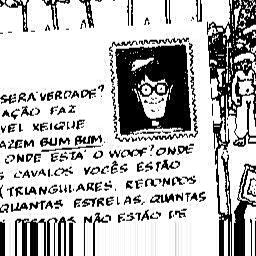 SERÁ VERDADE?
AÇÃO FAZ
VEL XEIQUE
AZEM BUM BUM.
ONDE ESTÁ O WOOF? ONDE
S CAVALOS VOCÊS ESTÃO
(TRIANGULARES, REDONDOS
QUANTAS ESTRELAS, QUANTAS
PESSOAS NÃO ESTÃO DE